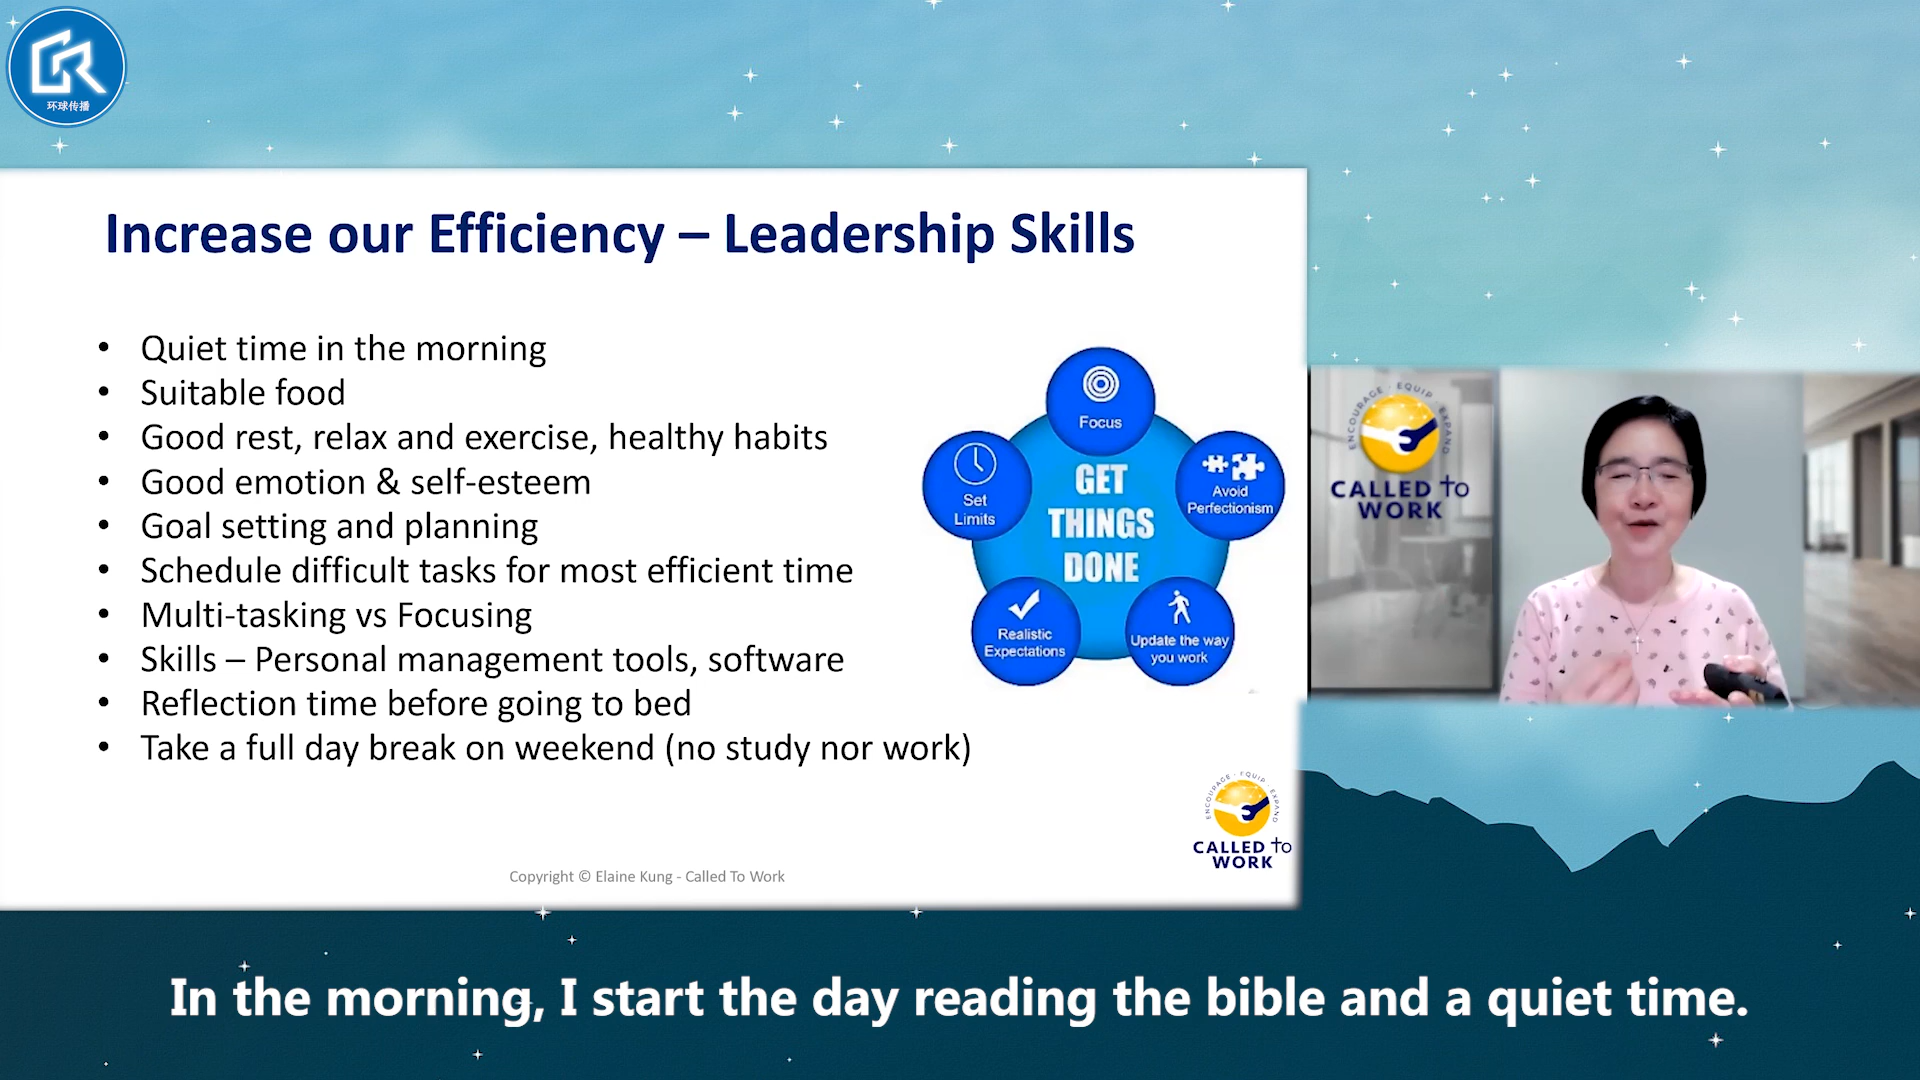 环球传播
Increase our Efficiency – Leadership Skills
• Quiet time in the morning
• Suitable food
• Good rest, relax and exercise, healthy habits
• Good emotion & self-esteem
• Goal setting and planning
• Schedule difficult tasks for most efficient time
• Multi-tasking vs Focusing
• Skills – Personal management tools, software
• Reflection time before going to bed
• Take a full day break on weekend (no study nor work)
Focus
Set
Limits
Avoid
Perfectionism
GET
THINGS
DONE
Realistic
Expectations
Update the way
you work
ENCOURAGE · EQUIP · EXPAND
CALLED To
WORK
Copyright © Elaine Kung - Called To Work
ENCOURAGE · EQUIP · EXPAND
CALLED To
WORK
In the morning, I start the day reading the bible and a quiet time.